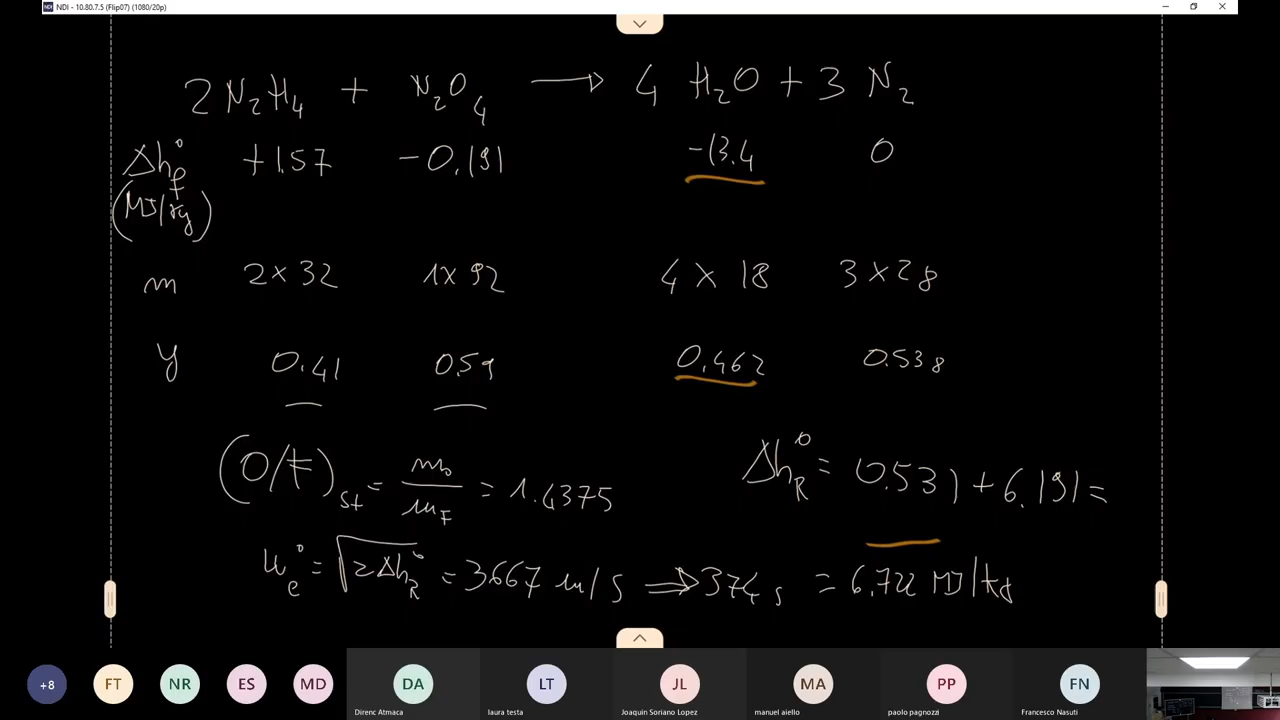 NDI - 10.80.7.5 (Flip07) (1080/20p)
2 N₂H₄ + N₂O₄ → 4 H₂O + 3 N₂
Δh°f +1.57 -0.191 -13.4 0
(MJ/kg)
m 2×32 1×92 4×18 3×28
y 0.41 0.59 0.462 0.538
(O/F)st = mo/mF = 1.4375 Δh°R = 0.531 + 6.191 =
u°e = √2Δh°R = 3667 m/s ⇒ 374 s = 6.722 MJ/kg
+8 FT NR ES MD DA LT JL MA PP FN
Direnc Atmaca laura testa Joaquin Soriano Lopez manuel aiello paolo pagnozzi Francesco Nasuti